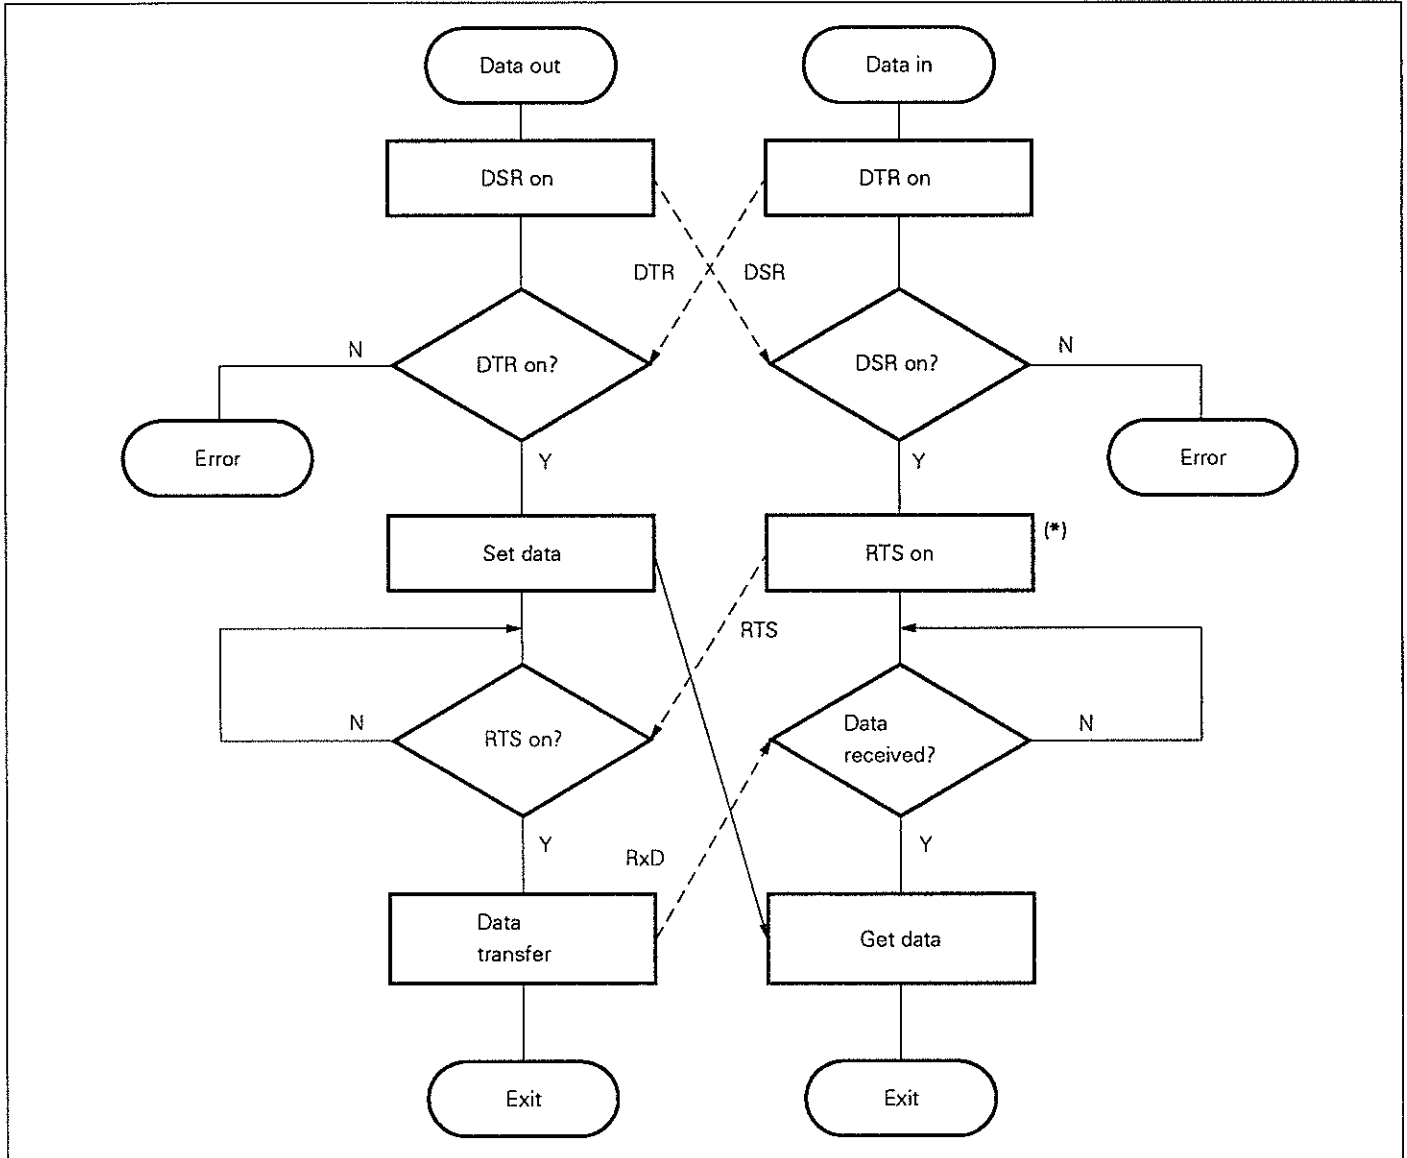 Data out
Data in
DSR on
DTR on
DTR
DSR
DTR on?
DSR on?
N
N
Error
Error
Y
Y
Set data
RTS on
(*)
RTS
RTS on?
Data
received?
N
N
Y
Y
RxD
Data
transfer
Get data
Exit
Exit